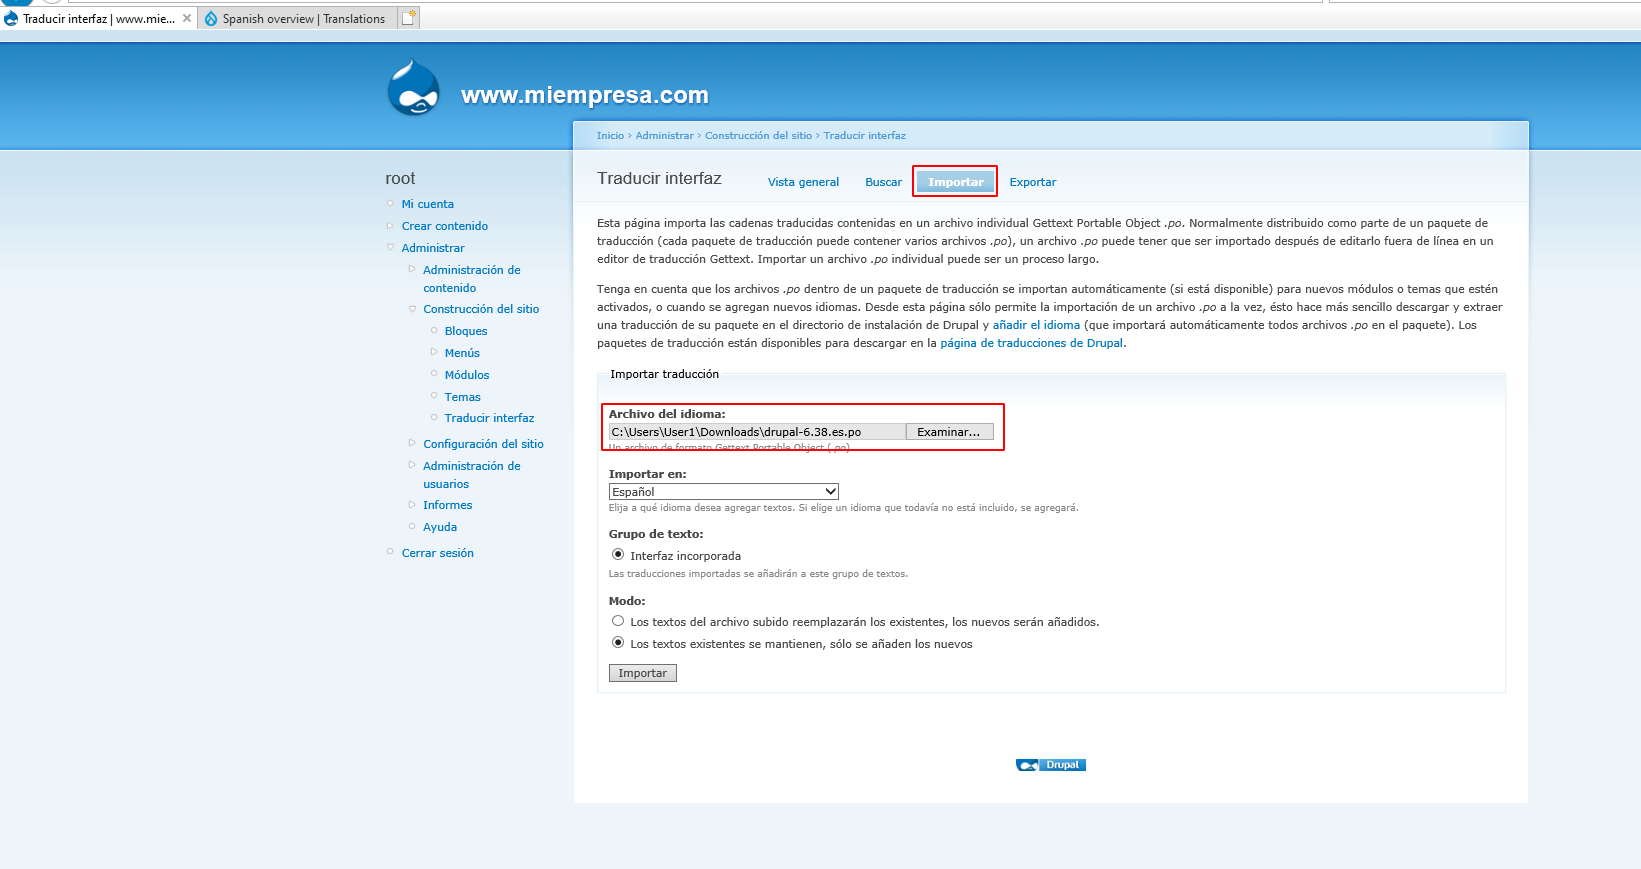 Traducir interfaz | www.mie...
Spanish overview | Translations
www.miempresa.com
Inicio › Administrar › Construcción del sitio › Traducir interfaz
root
Mi cuenta
Crear contenido
Administrar
Administración de
contenido
Construcción del sitio
Bloques
Menús
Módulos
Temas
Traducir interfaz
Configuración del sitio
Administración de
usuarios
Informes
Ayuda
Cerrar sesión
Traducir interfaz
Vista general
Buscar
Importar
Exportar
Esta página importa las cadenas traducidas contenidas en un archivo individual Gettext Portable Object .po. Normalmente distribuido como parte de un paquete de
traducción (cada paquete de traducción puede contener varios archivos .po), un archivo .po puede tener que ser importado después de editarlo fuera de línea en un
editor de traducción Gettext. Importar un archivo .po individual puede ser un proceso largo.
Tenga en cuenta que los archivos .po dentro de un paquete de traducción se importan automáticamente (si está disponible) para nuevos módulos o temas que estén
activados, o cuando se agregan nuevos idiomas. Desde esta página sólo permite la importación de un archivo .po a la vez, ésto hace más sencillo descargar y extraer
una traducción de su paquete en el directorio de instalación de Drupal y añadir el idioma (que importará automáticamente todos archivos .po en el paquete). Los
paquetes de traducción están disponibles para descargar en la página de traducciones de Drupal.
Importar traducción
Archivo del idioma:
C:\Users\User1\Downloads\drupal-6.38.es.po
Examinar...
Un archivo de formato Gettext Portable Object (.po).
Importar en:
Español
Elija a qué idioma desea agregar textos. Si elige un idioma que todavía no está incluido, se agregará.
Grupo de texto:
Interfaz incorporada
Las traducciones importadas se añadirán a este grupo de textos.
Modo:
Los textos del archivo subido reemplazarán los existentes, los nuevos serán añadidos.
Los textos existentes se mantienen, sólo se añaden los nuevos
Importar
Drupal